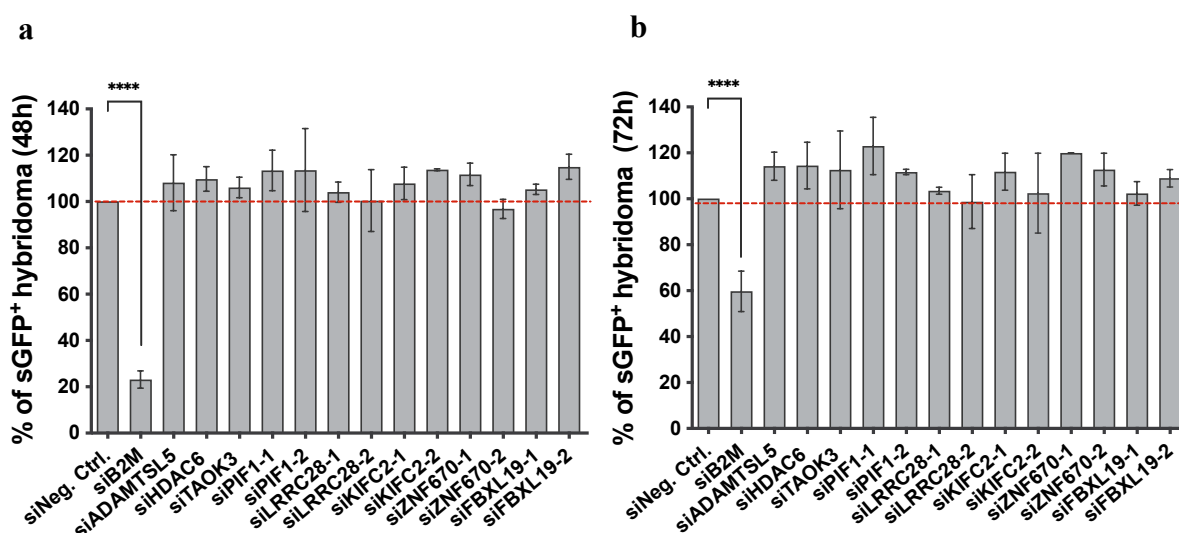 a
% of sGFP⁺ hybridoma (48h)
****
140
120
100
80
60
40
20
0
siNeg. Ctrl.
siB2M
siADAMTSL5
siHDAC6
siTAOK3
siPIF1-1
siPIF1-2
siLRRC28-1
siLRRC28-2
siKIFC2-1
siKIFC2-2
siZNF670-1
siZNF670-2
siFBXL19-1
siFBXL19-2
b
% of sGFP⁺ hybridoma (72h)
****
140
120
100
80
60
40
20
0
siNeg. Ctrl.
siB2M
siADAMTSL5
siHDAC6
siTAOK3
siPIF1-1
siPIF1-2
siLRRC28-1
siLRRC28-2
siKIFC2-1
siKIFC2-2
siZNF670-1
siZNF670-2
siFBXL19-1
siFBXL19-2